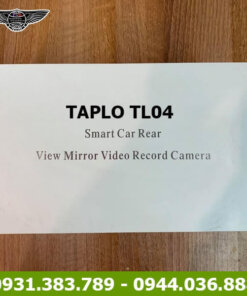 TAPLO TL04
Smart Car Rear
View Mirror Video Record Camera
0931.383.789 - 0944.036.88